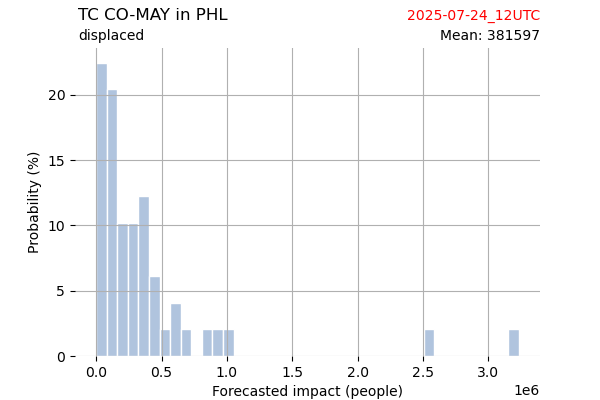 TC CO-MAY in PHL
2025-07-24_12UTC
displaced
Mean: 381597
Probability (%)
20
15
10
5
0
0.0 0.5 1.0 1.5 2.0 2.5 3.0
1e6
Forecasted impact (people)